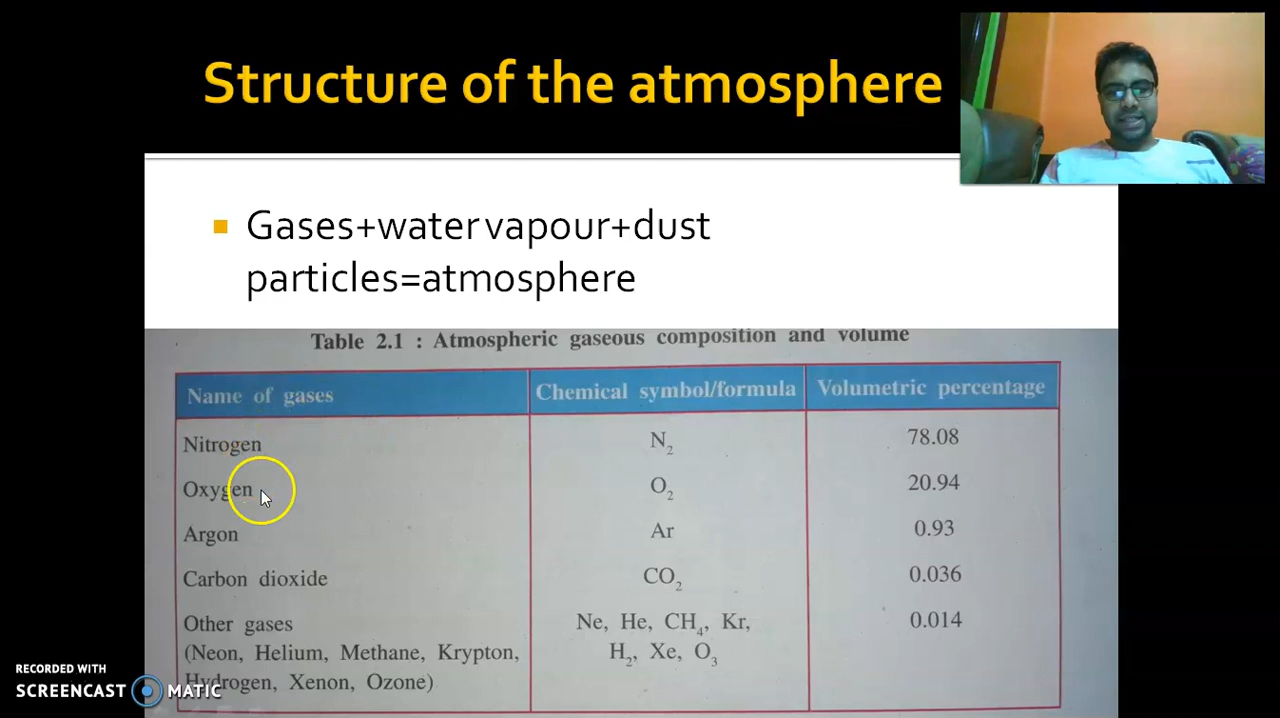 Structure of the atmosphere
Gases+water vapour+dust
particles=atmosphere
Table 2.1 : Atmospheric gaseous composition and volume
Name of gases Chemical symbol/formula Volumetric percentage
Nitrogen N₂ 78.08
Oxygen O₂ 20.94
Argon Ar 0.93
Carbon dioxide CO₂ 0.036
Other gases Ne, He, CH₄, Kr, 0.014
(Neon, Helium, Methane, Krypton, H₂, Xe, O₃
Hydrogen, Xenon, Ozone)
RECORDED WITH
SCREENCAST MATIC